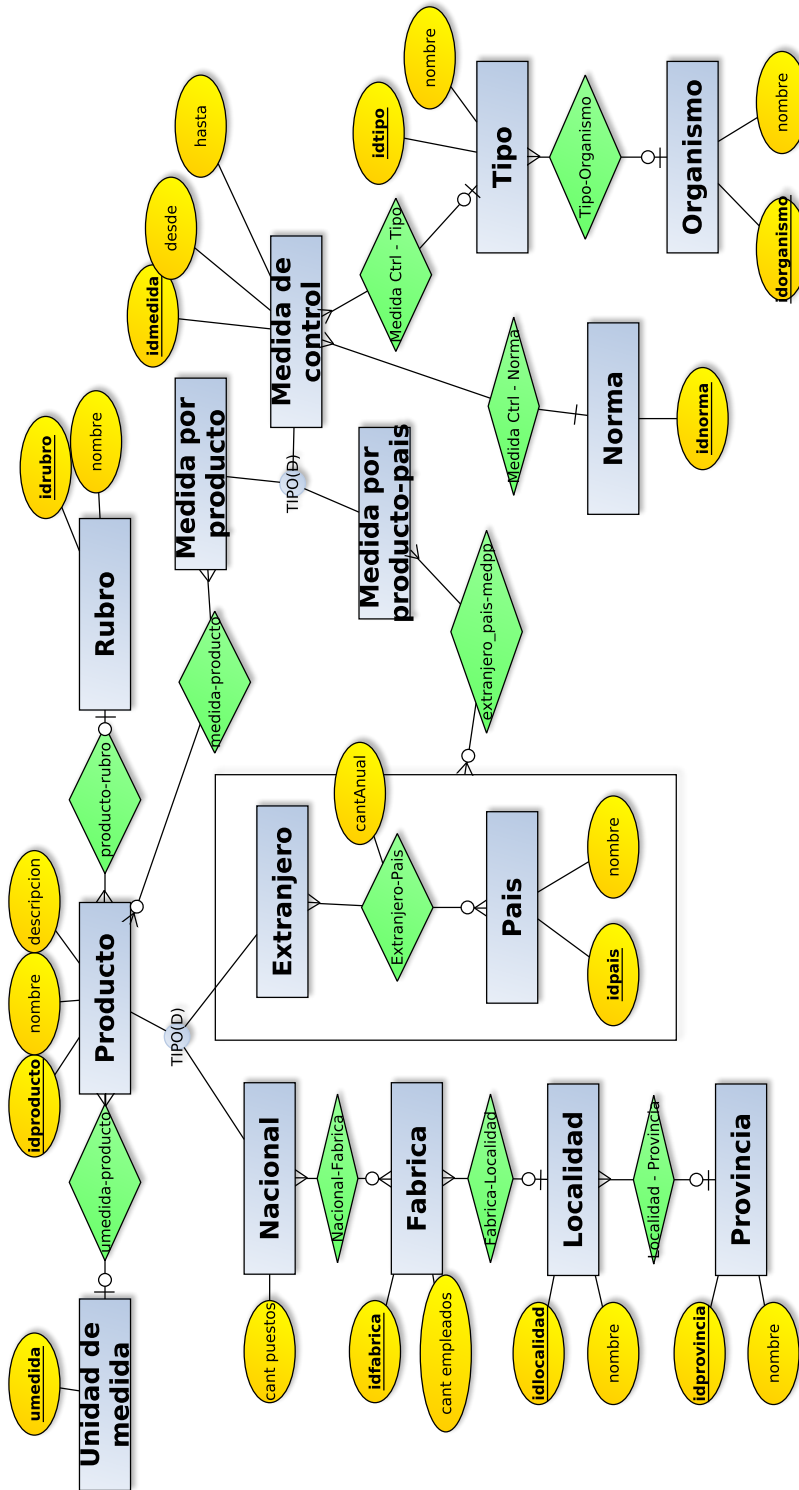 umedida
Unidad de
medida
umedida-producto
idproducto
nombre
descripcion
Producto
producto-rubro
Rubro
idrubro
nombre
TIPO(D)
medida-producto
Medida por
producto
idmedida
desde
hasta
Medida de
control
TIPO(D)
Medida por
producto-pais
extranjero_pais-medpp
Medida Ctrl - Tipo
idtipo
nombre
Tipo
Tipo-Organismo
Organismo
idorganismo
nombre
Medida Ctrl - Norma
Norma
idnorma
Extranjero
cantAnual
Extranjero-Pais
Pais
idpais
nombre
Nacional
cant puestos
Nacional-Fabrica
Fabrica
idfabrica
cant empleados
Fabrica-Localidad
Localidad
idlocalidad
nombre
Localidad - Provincia
Provincia
idprovincia
nombre